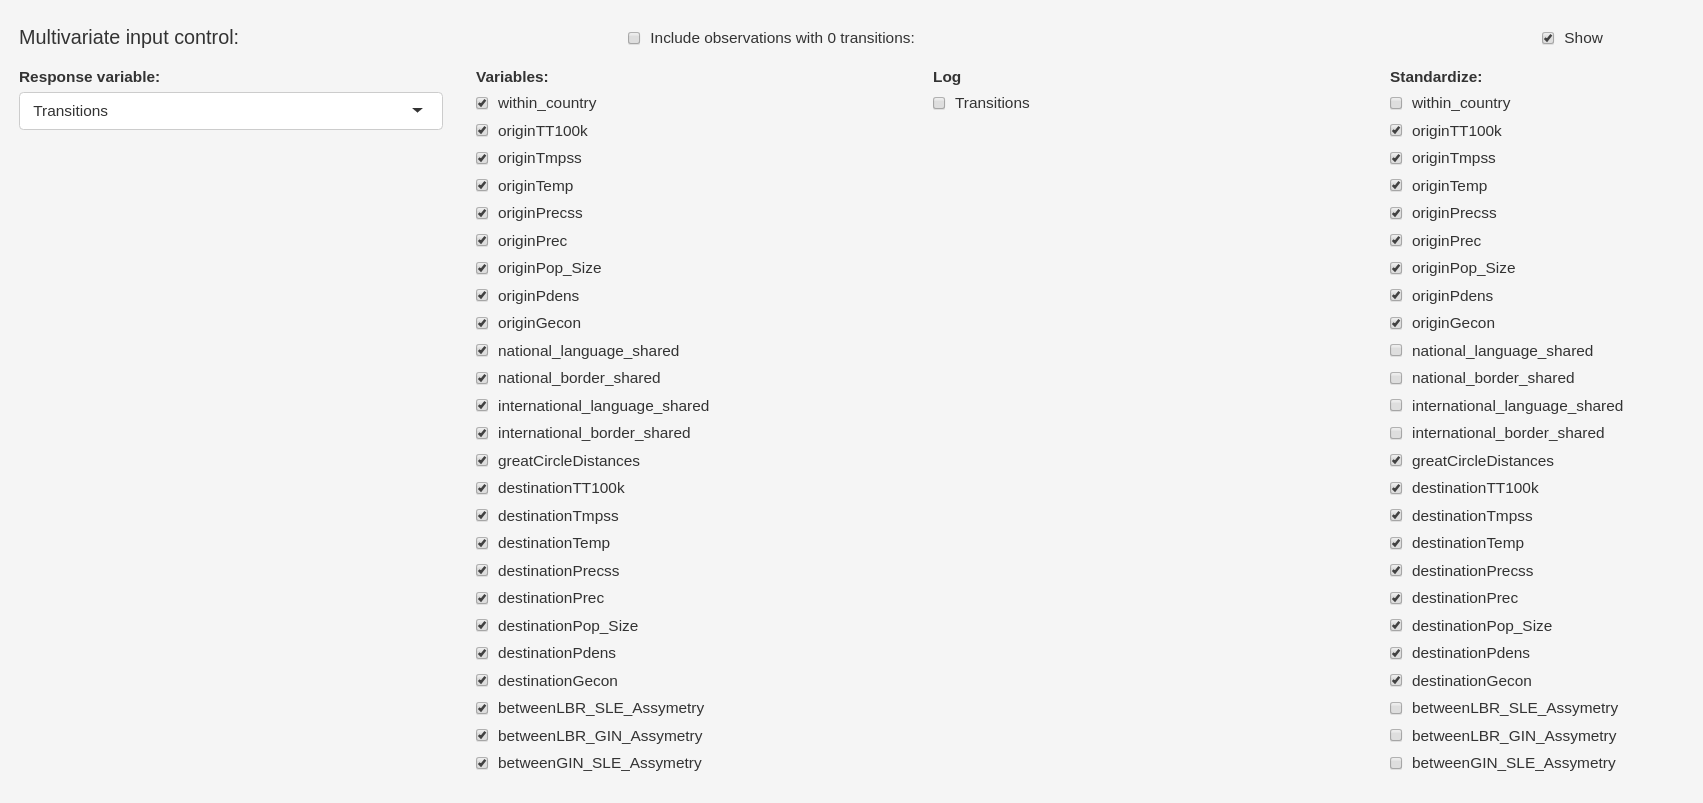 Multivariate input control:
Include observations with 0 transitions:
Show
Response variable:
Transitions
Variables:
within_country
originTT100k
originTmpss
originTemp
originPrecss
originPrec
originPop_Size
originPdens
originGecon
national_language_shared
national_border_shared
international_language_shared
international_border_shared
greatCircleDistances
destinationTT100k
destinationTmpss
destinationTemp
destinationPrecss
destinationPrec
destinationPop_Size
destinationPdens
destinationGecon
betweenLBR_SLE_Assymetry
betweenLBR_GIN_Assymetry
betweenGIN_SLE_Assymetry
Log
Transitions
Standardize:
within_country
originTT100k
originTmpss
originTemp
originPrecss
originPrec
originPop_Size
originPdens
originGecon
national_language_shared
national_border_shared
international_language_shared
international_border_shared
greatCircleDistances
destinationTT100k
destinationTmpss
destinationTemp
destinationPrecss
destinationPrec
destinationPop_Size
destinationPdens
destinationGecon
betweenLBR_SLE_Assymetry
betweenLBR_GIN_Assymetry
betweenGIN_SLE_Assymetry